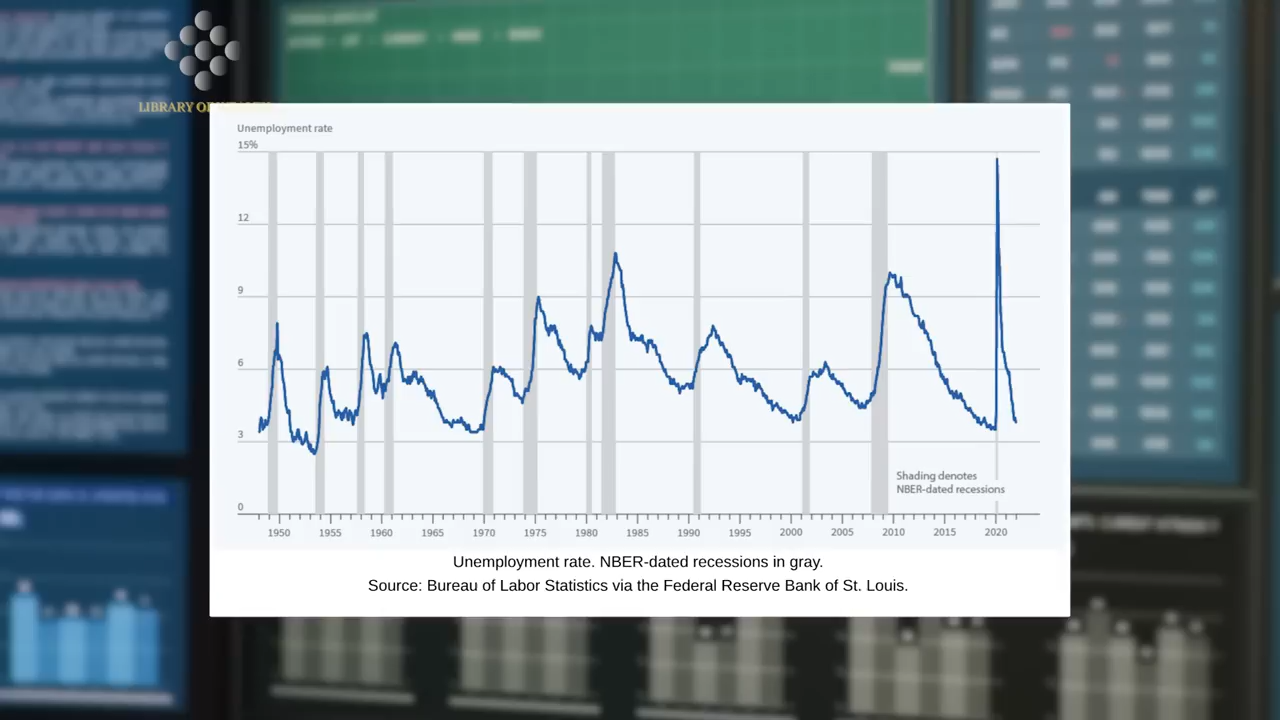 LIBRARY OF
Unemployment rate
15%
12
9
6
3
0
Shading denotes
NBER-dated recessions
1950 1955 1960 1965 1970 1975 1980 1985 1990 1995 2000 2005 2010 2015 2020
Unemployment rate. NBER-dated recessions in gray.
Source: Bureau of Labor Statistics via the Federal Reserve Bank of St. Louis.